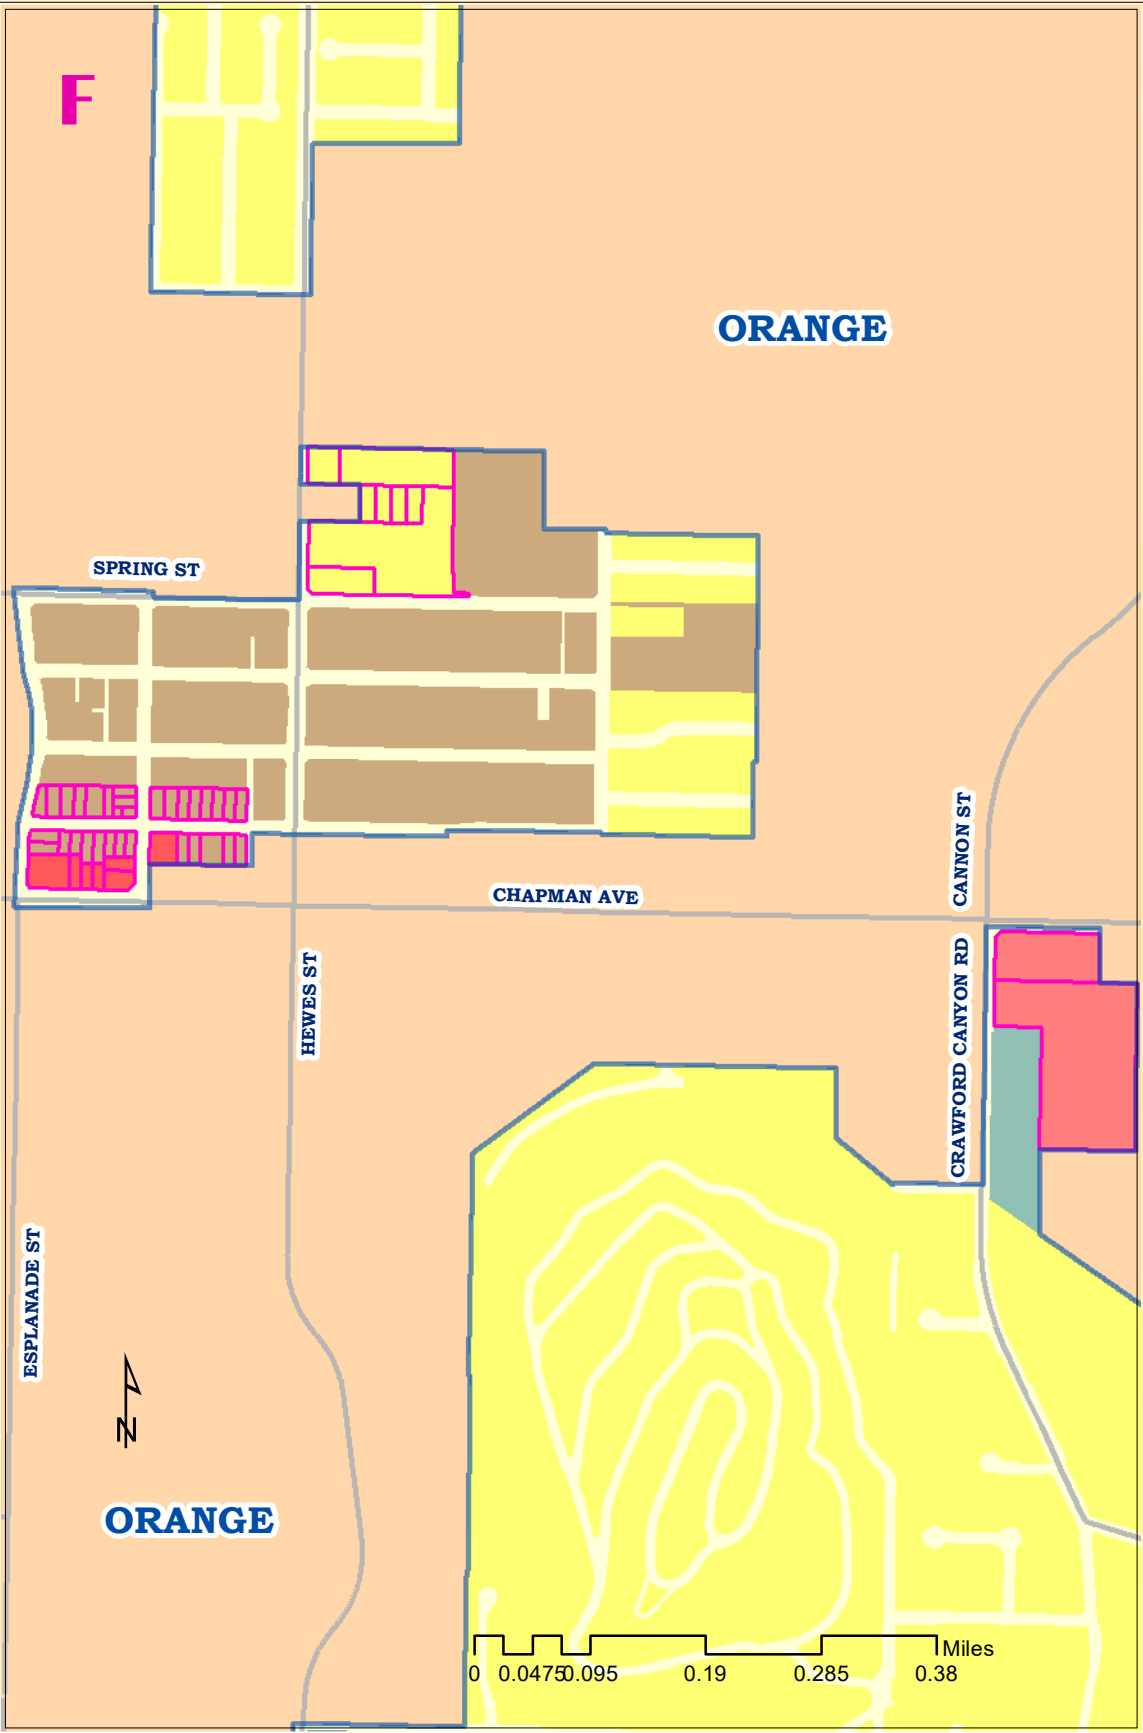 F
ORANGE
SPRING ST
CHAPMAN AVE
CANNON ST
HEWES ST
CRAWFORD CANYON RD
ESPLANADE ST
N
ORANGE
Miles
0 0.0475 0.095 0.19 0.285 0.38